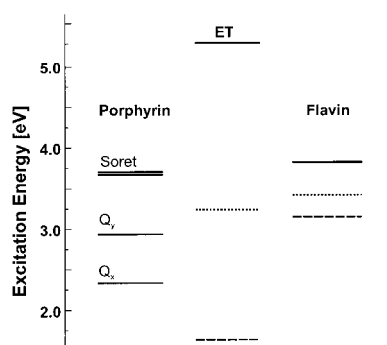 ET
5.0
Porphyrin
Flavin
4.0
Soret
Qy
3.0
Qx
2.0
Excitation Energy [eV]